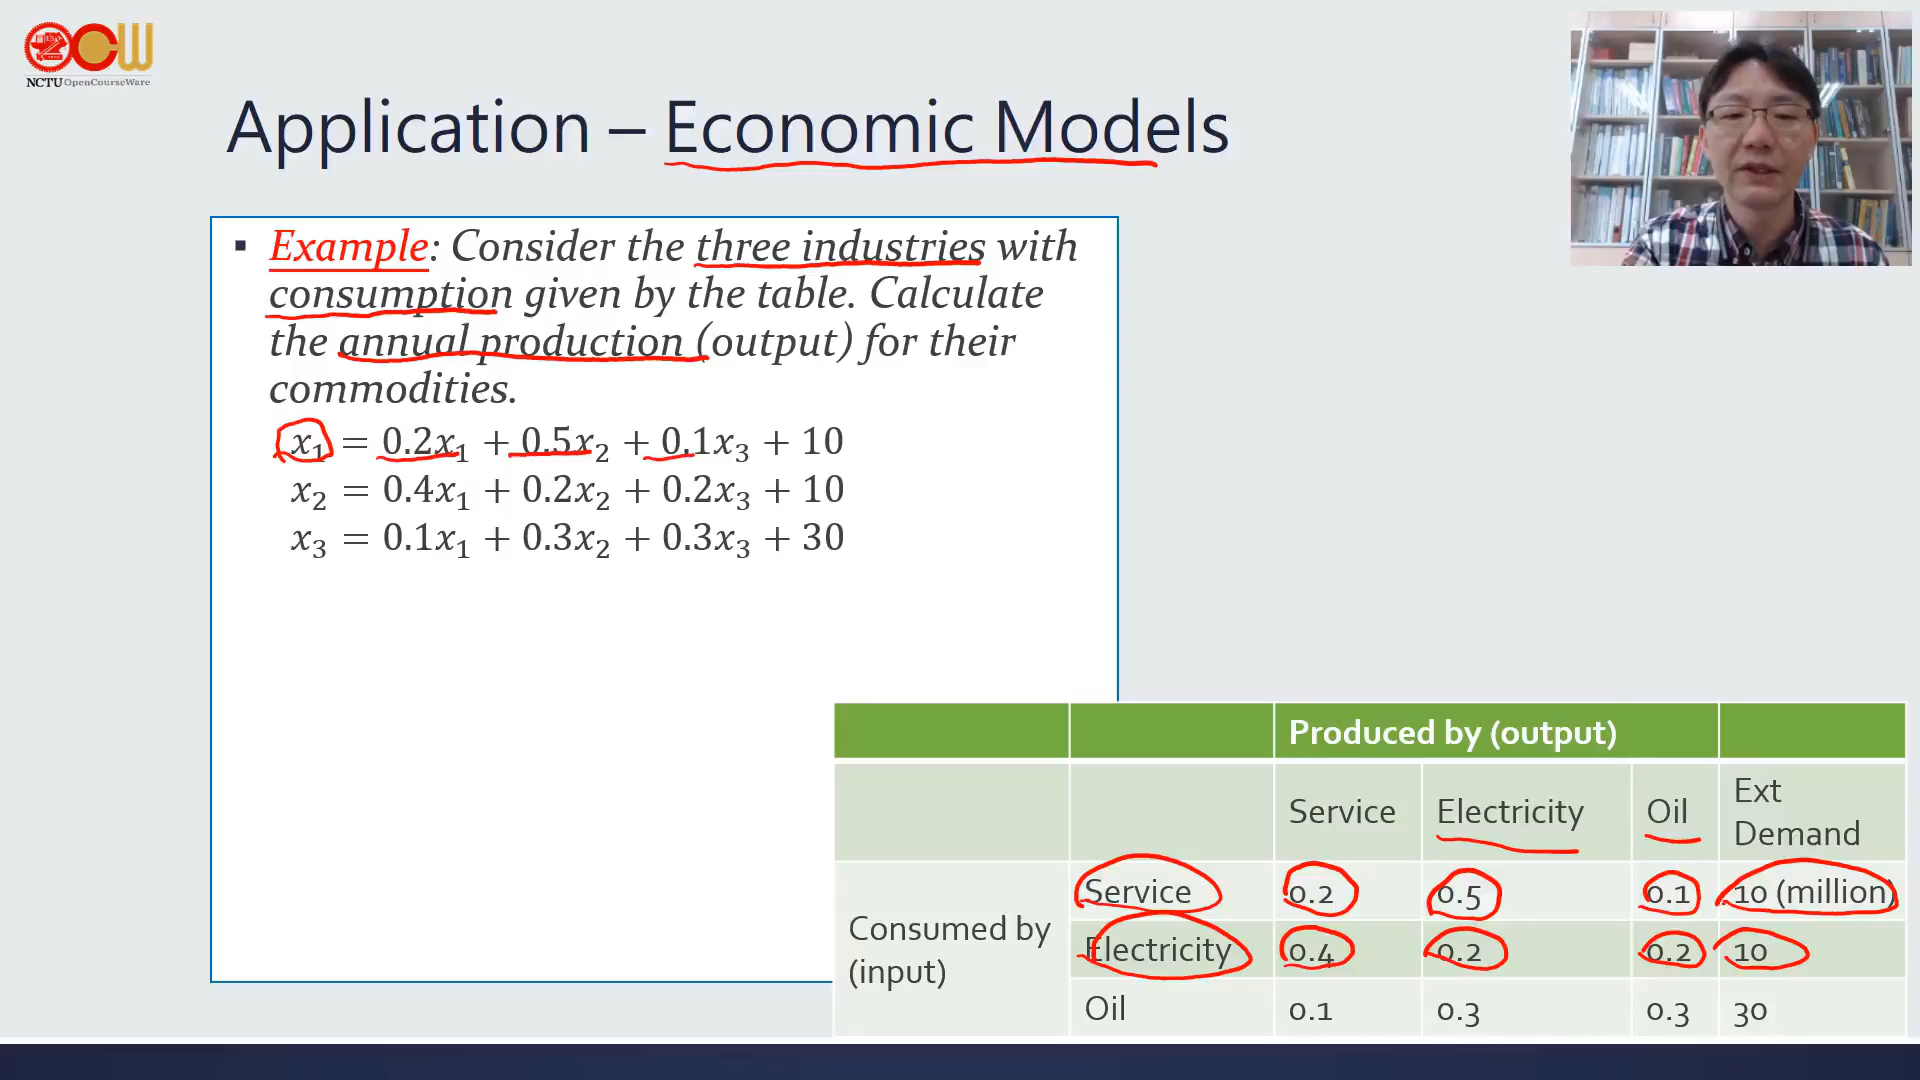 NCTU OpenCourseWare
Application – Economic Models
▪ Example: Consider the three industries with
consumption given by the table. Calculate
the annual production (output) for their
commodities.
x₁ = 0.2x₁ + 0.5x₂ + 0.1x₃ + 10
x₂ = 0.4x₁ + 0.2x₂ + 0.2x₃ + 10
x₃ = 0.1x₁ + 0.3x₂ + 0.3x₃ + 30
Produced by (output)
Service Electricity Oil Ext Demand
Consumed by (input)
Service 0.2 0.5 0.1 10 (million)
Electricity 0.4 0.2 0.2 10
Oil 0.1 0.3 0.3 30